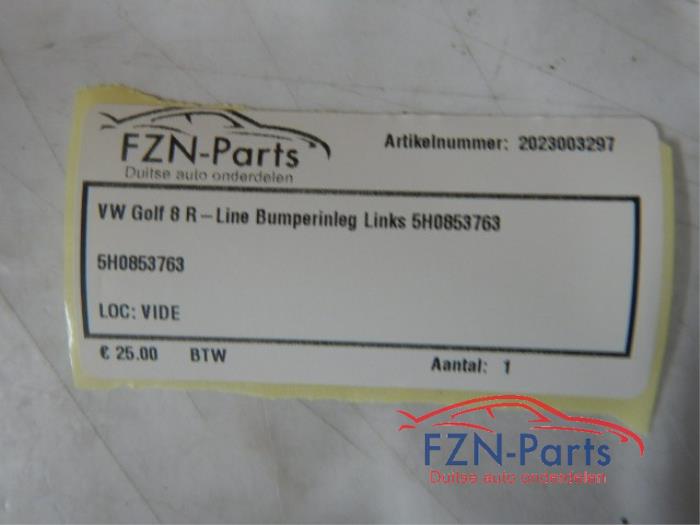 FZN-Parts
Duitse auto onderdelen
Artikelnummer: 2023003297
VW Golf 8 R-Line Bumperinleg Links 5H0853763
5H0853763
LOC: VIDE
€ 25.00 BTW
Aantal: 1
FZN-Parts
Duitse auto onderdelen